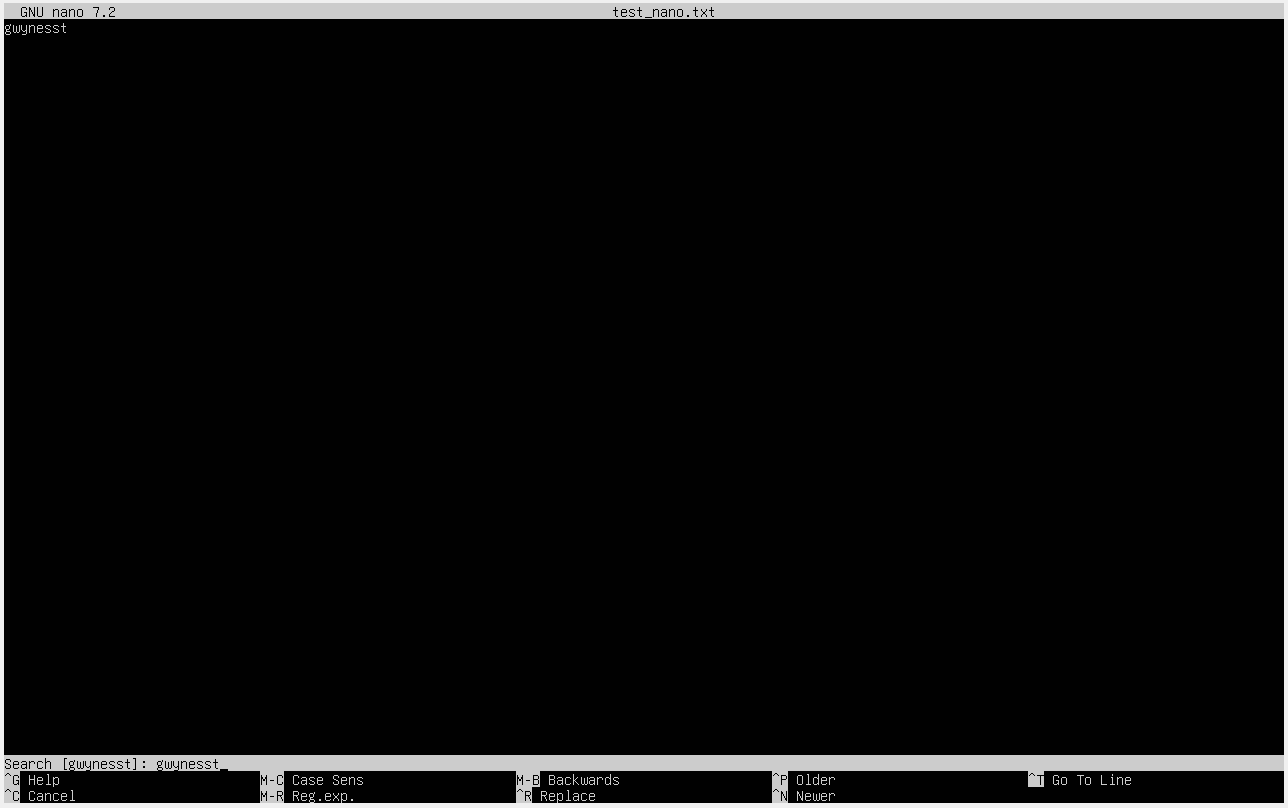 GNU nano 7.2 test_nano.txt
gwynesst
Search [gwynesst]: gwynesst_
^G Help M-C Case Sens M-B Backwards ^P Older ^T Go To Line
^C Cancel M-R Reg.exp. ^R Replace ^N Newer